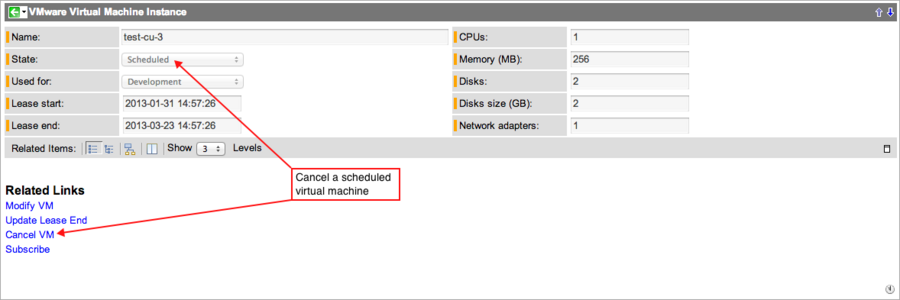 VMware Virtual Machine Instance
Name: test-cu-3 CPUs: 1
State: Scheduled Memory (MB): 256
Used for: Development Disks: 2
Lease start: 2013-01-31 14:57:26 Disks size (GB): 2
Lease end: 2013-03-23 14:57:26 Network adapters: 1
Related Items: Show 3 Levels
Cancel a scheduled
virtual machine
Related Links
Modify VM
Update Lease End
Cancel VM
Subscribe